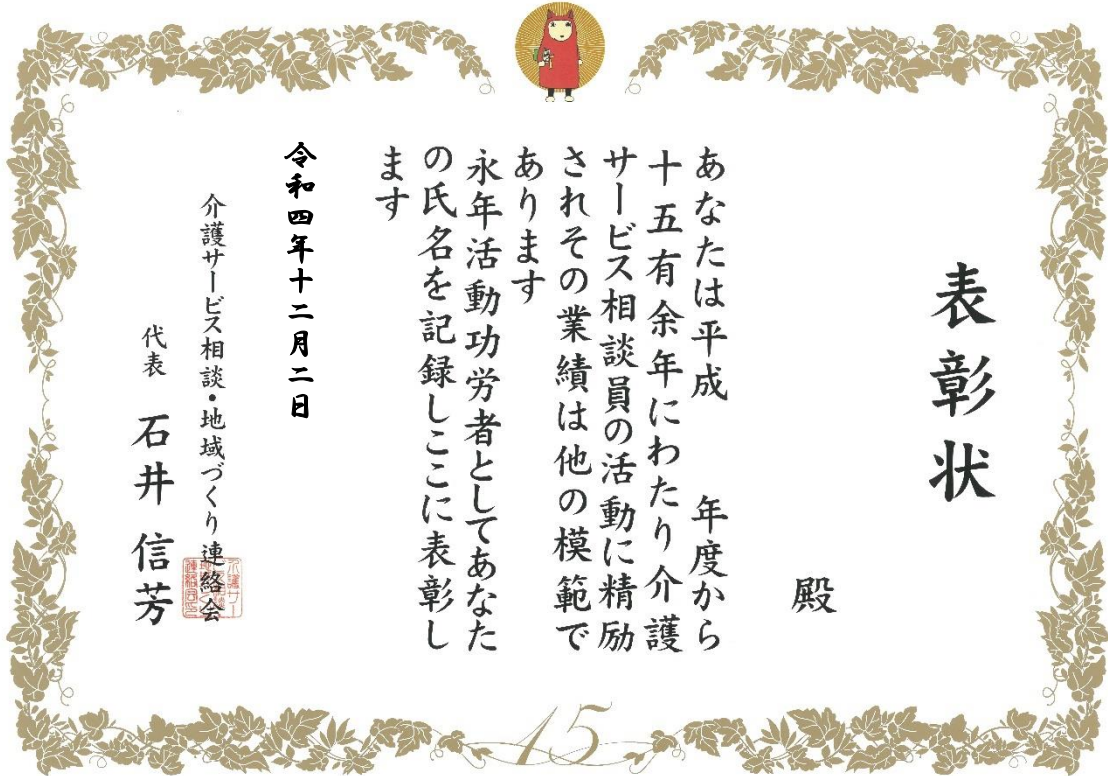 表彰状
殿
あなたは平成　　年度から
十五有余年にわたり介護
サービス相談員の活動に精励
されその業績は他の模範で
あります
永年活動功労者としてあなた
の氏名を記録しここに表彰し
ます
令和四年十二月二日
介護サービス相談・地域づくり連絡会
代表　石井　信芳
15